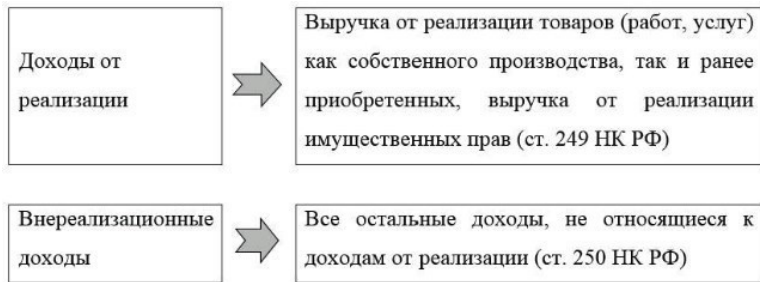 Доходы от
реализации
Выручка от реализации товаров (работ, услуг)
как собственного производства, так и ранее
приобретенных, выручка от реализации
имущественных прав (ст. 249 НК РФ)
Внереализационные
доходы
Все остальные доходы, не относящиеся к
доходам от реализации (ст. 250 НК РФ)